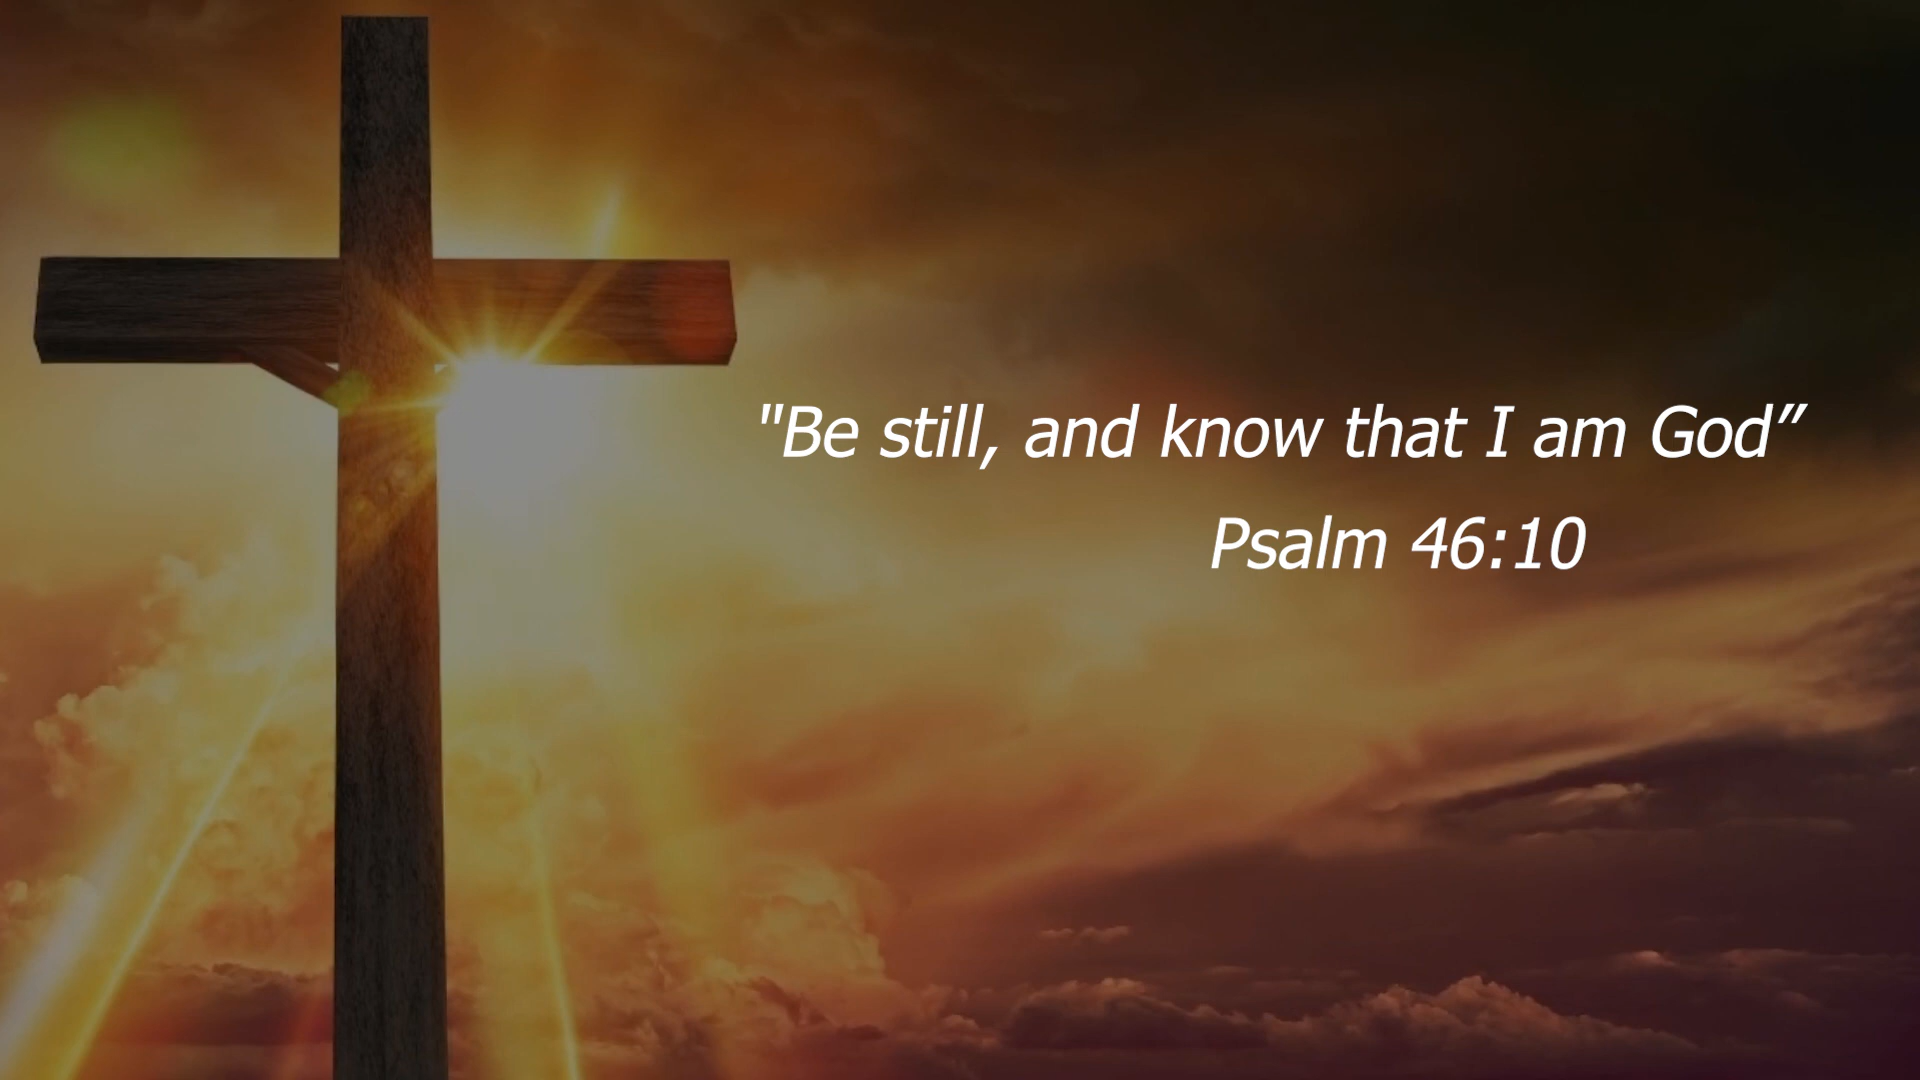 "Be still, and know that I am God”
Psalm 46:10